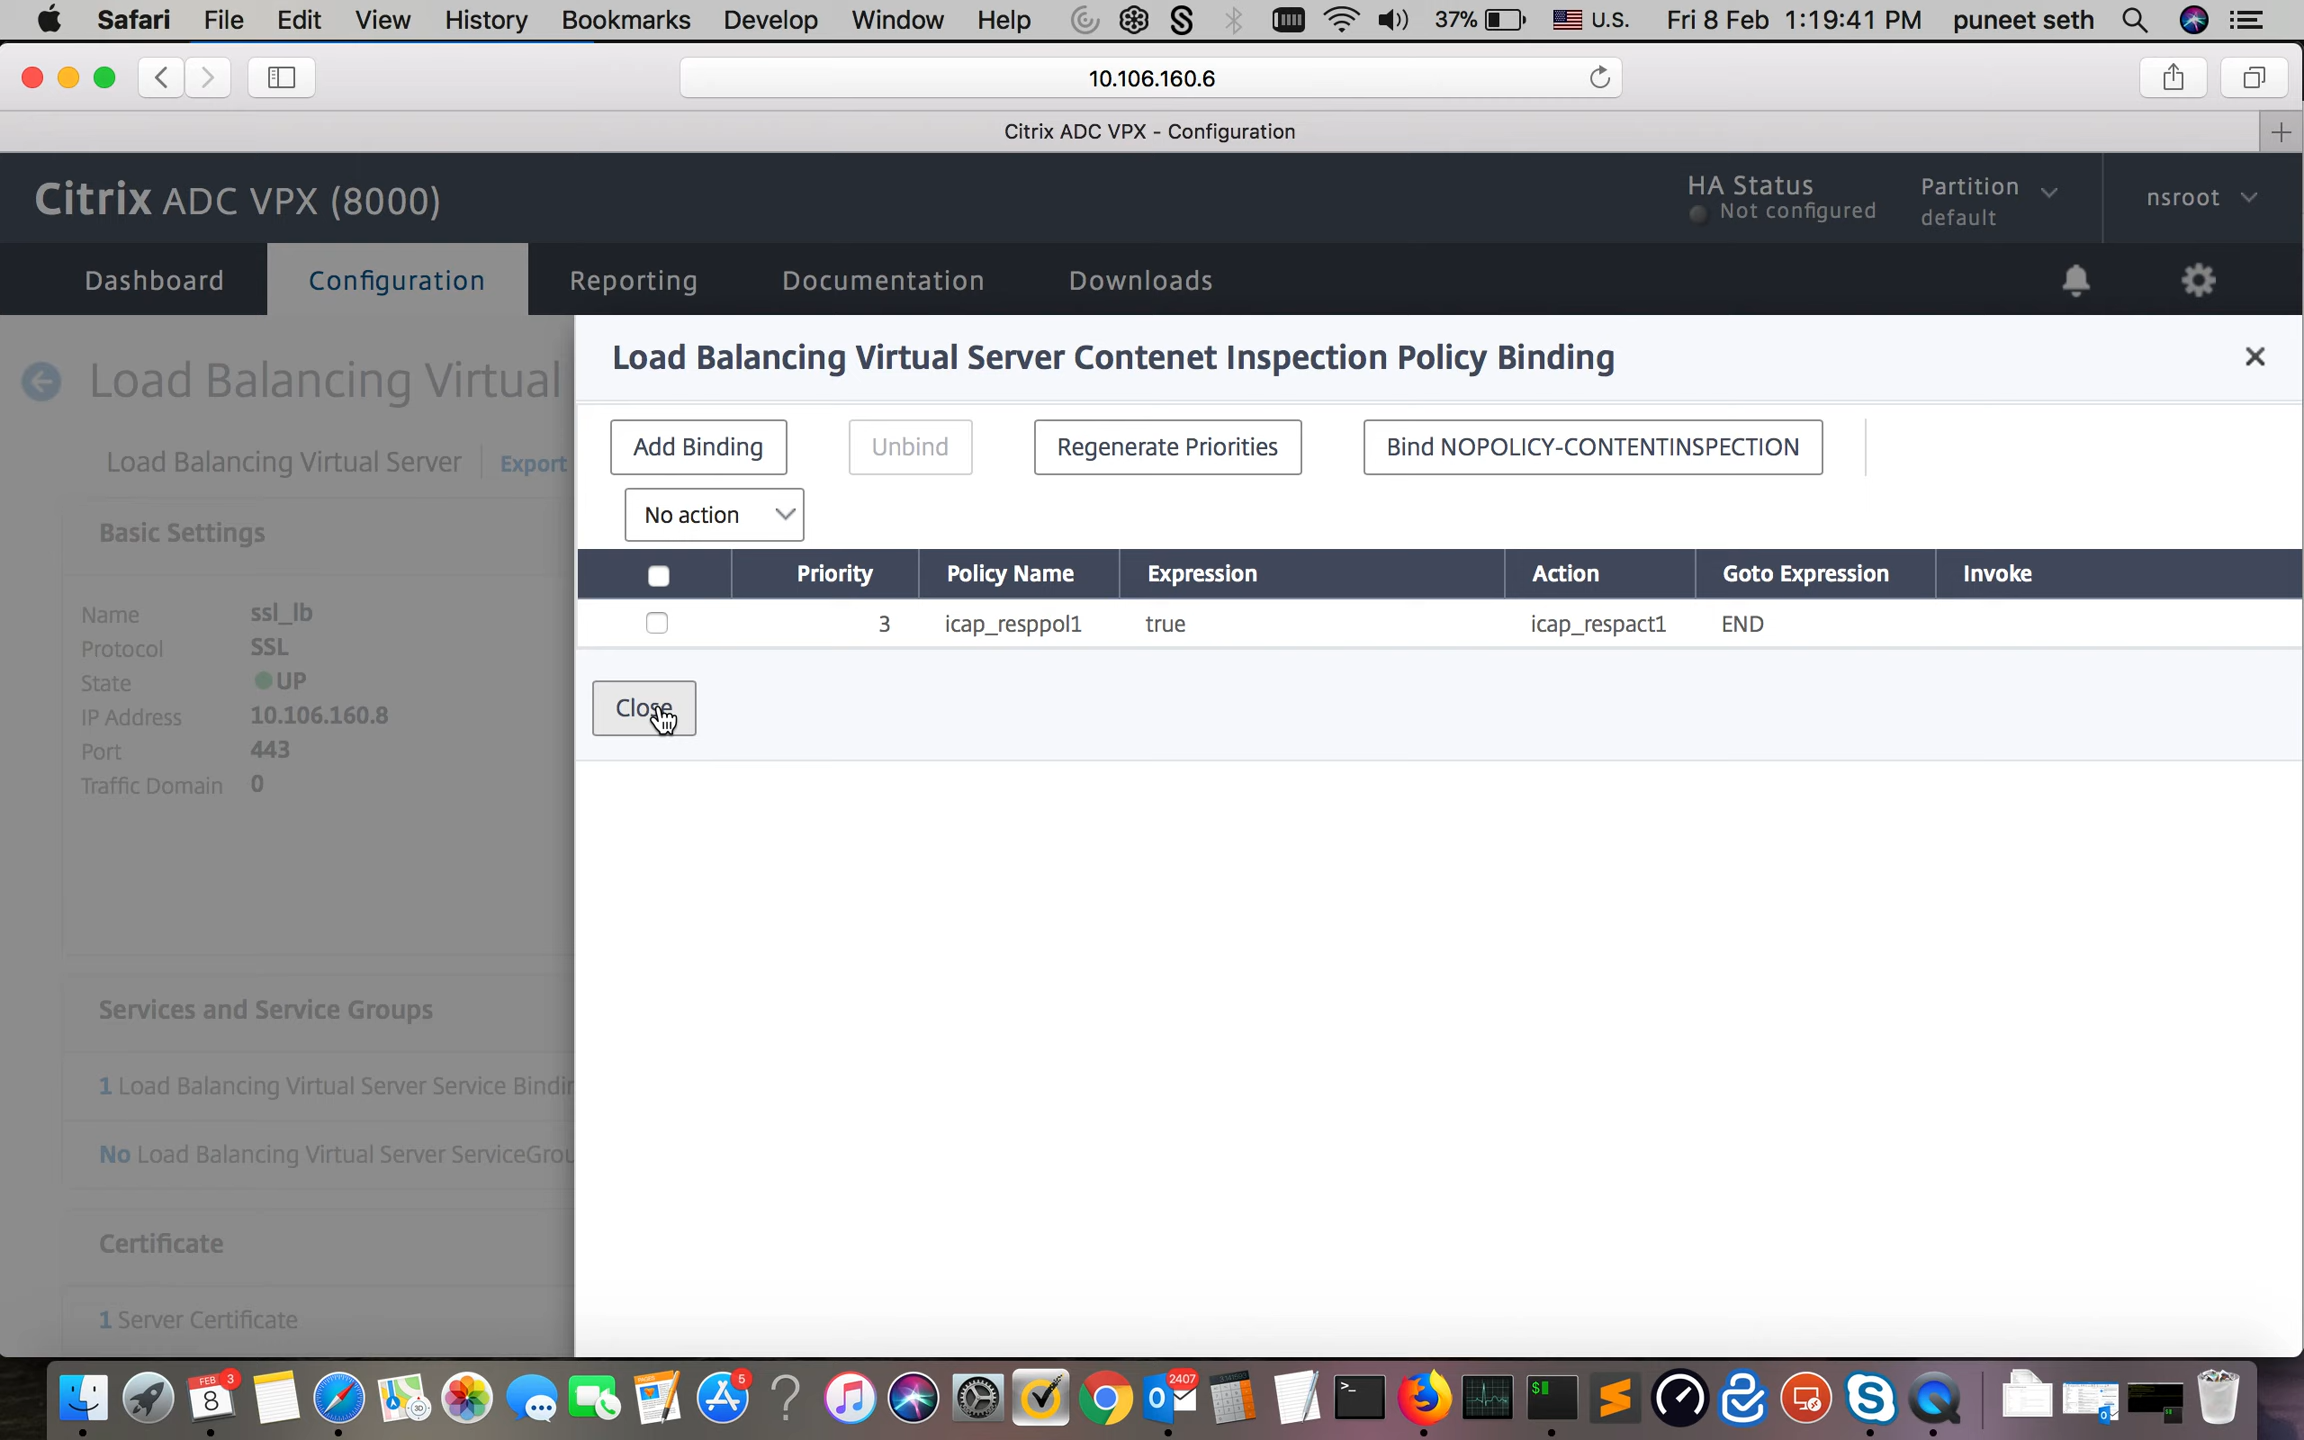 Safari File Edit View History Bookmarks Develop Window Help 37% U.S. Fri 8 Feb 1:19:41 PM puneet seth
10.106.160.6
Citrix ADC VPX - Configuration
Citrix ADC VPX (8000)
HA Status
Not configured
Partition
default
nsroot
Dashboard Configuration Reporting Documentation Downloads
Load Balancing Virtual
Load Balancing Virtual Server Contenet Inspection Policy Binding
Load Balancing Virtual Server Export
Add Binding Unbind Regenerate Priorities Bind NOPOLICY-CONTENTINSPECTION
No action
Basic Settings
Priority Policy Name Expression Action Goto Expression Invoke
3 icap_resppol1 true icap_respact1 END
Close
Name ssl_lb
Protocol SSL
State UP
IP Address 10.106.160.8
Port 443
Traffic Domain 0
Services and Service Groups
1 Load Balancing Virtual Server Service Bindin
No Load Balancing Virtual Server ServiceGrou
Certificate
1 Server Certificate
FEB 3
8
5
2407